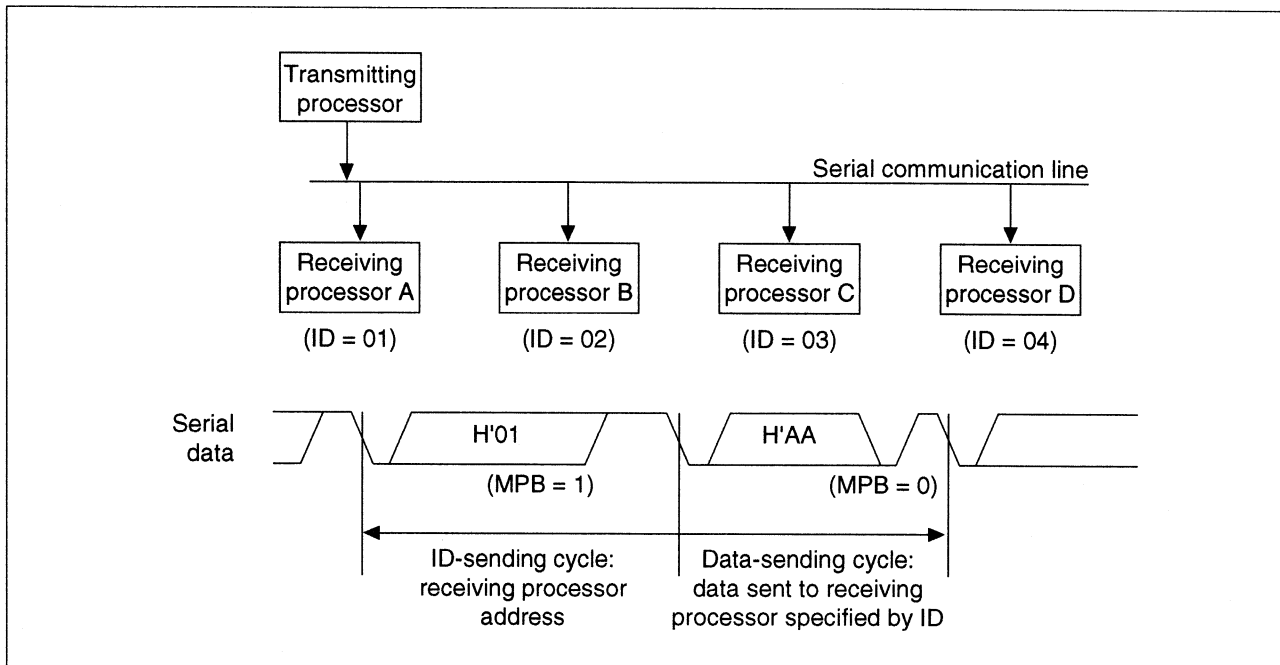 Transmitting
processor
Serial communication line
Receiving
processor A
Receiving
processor B
Receiving
processor C
Receiving
processor D
(ID = 01)
(ID = 02)
(ID = 03)
(ID = 04)
Serial
data
H'01
H'AA
(MPB = 1)
(MPB = 0)
ID-sending cycle:
receiving processor
address
Data-sending cycle:
data sent to receiving
processor specified by ID